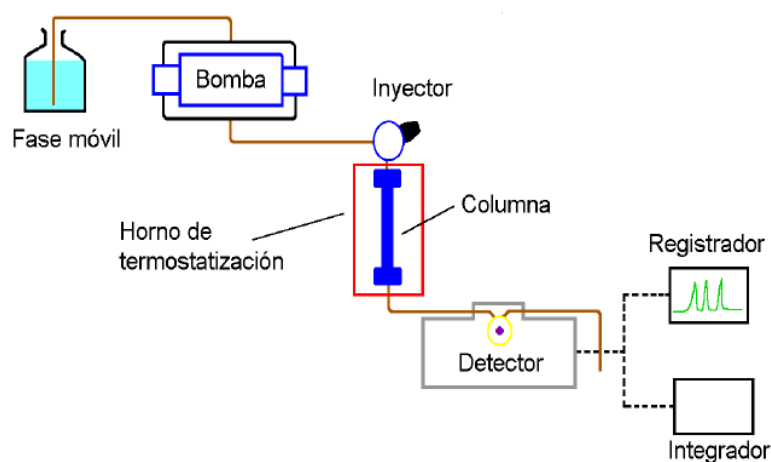 Bomba
Inyector
Fase móvil
Columna
Horno de
termostatización
Registrador
Detector
Integrador